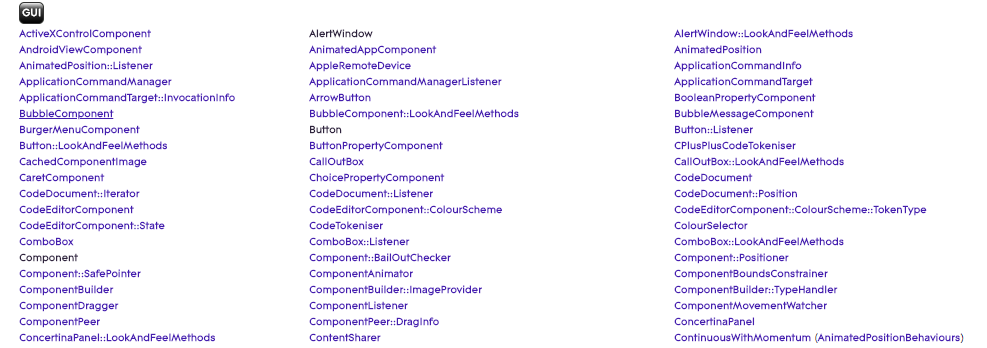 GUI
ActiveXControlComponent AlertWindow AlertWindow::LookAndFeelMethods
AndroidViewComponent AnimatedAppComponent AnimatedPosition
AnimatedPosition::Listener AppleRemoteDevice ApplicationCommandInfo
ApplicationCommandManager ApplicationCommandManagerListener ApplicationCommandTarget
ApplicationCommandTarget::InvocationInfo ArrowButton BooleanPropertyComponent
BubbleComponent BubbleComponent::LookAndFeelMethods BubbleMessageComponent
BurgerMenuComponent Button Button::Listener
Button::LookAndFeelMethods ButtonPropertyComponent CPlusPlusCodeTokeniser
CachedComponentImage CallOutBox CallOutBox::LookAndFeelMethods
CaretComponent ChoicePropertyComponent CodeDocument
CodeDocument::Iterator CodeDocument::Listener CodeDocument::Position
CodeEditorComponent CodeEditorComponent::ColourScheme CodeEditorComponent::ColourScheme::TokenType
CodeEditorComponent::State CodeTokeniser ColourSelector
ComboBox ComboBox::Listener ComboBox::LookAndFeelMethods
Component Component::BailOutChecker Component::Positioner
Component::SafePointer ComponentAnimator ComponentBoundsConstrainer
ComponentBuilder ComponentBuilder::ImageProvider ComponentBuilder::TypeHandler
ComponentDragger ComponentListener ComponentMovementWatcher
ComponentPeer ComponentPeer::DragInfo ConcertinaPanel
ConcertinaPanel::LookAndFeelMethods ContentSharer ContinuousWithMomentum (AnimatedPositionBehaviours)